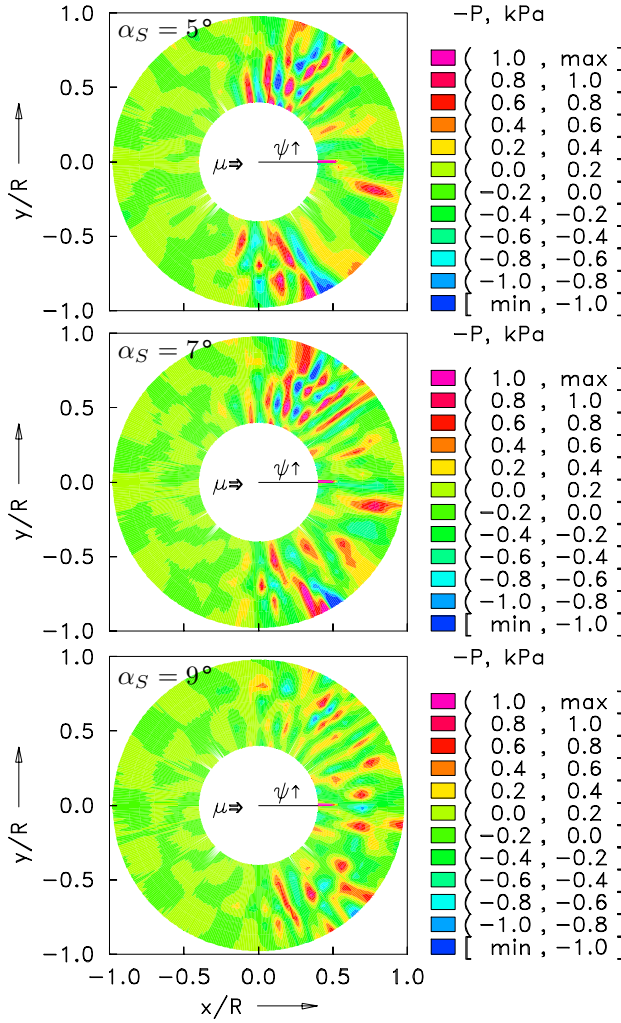 α_S = 5°
−P, kPa
1.0
0.5
0.0
−0.5
−1.0
y/R
μ⇒
ψ↑
( 1.0 , max ]
( 0.8 , 1.0 ]
( 0.6 , 0.8 ]
( 0.4 , 0.6 ]
( 0.2 , 0.4 ]
( 0.0 , 0.2 ]
( −0.2 , 0.0 ]
( −0.4 , −0.2 ]
( −0.6 , −0.4 ]
( −0.8 , −0.6 ]
( −1.0 , −0.8 ]
[ min , −1.0 ]
α_S = 7°
−P, kPa
1.0
0.5
0.0
−0.5
−1.0
y/R
μ⇒
ψ↑
( 1.0 , max ]
( 0.8 , 1.0 ]
( 0.6 , 0.8 ]
( 0.4 , 0.6 ]
( 0.2 , 0.4 ]
( 0.0 , 0.2 ]
( −0.2 , 0.0 ]
( −0.4 , −0.2 ]
( −0.6 , −0.4 ]
( −0.8 , −0.6 ]
( −1.0 , −0.8 ]
[ min , −1.0 ]
α_S = 9°
−P, kPa
1.0
0.5
0.0
−0.5
−1.0
y/R
μ⇒
ψ↑
( 1.0 , max ]
( 0.8 , 1.0 ]
( 0.6 , 0.8 ]
( 0.4 , 0.6 ]
( 0.2 , 0.4 ]
( 0.0 , 0.2 ]
( −0.2 , 0.0 ]
( −0.4 , −0.2 ]
( −0.6 , −0.4 ]
( −0.8 , −0.6 ]
( −1.0 , −0.8 ]
[ min , −1.0 ]
−1.0 −0.5 0.0 0.5 1.0
x/R